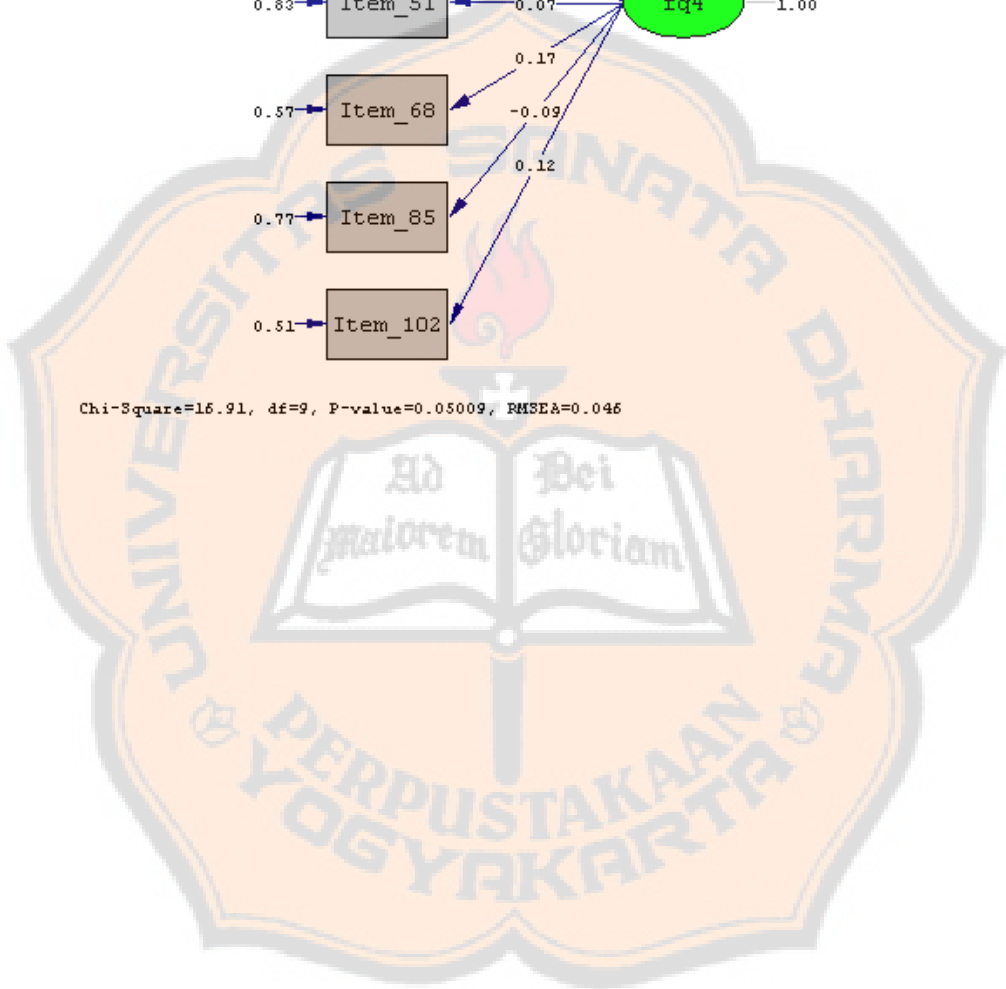 0.83 Item_51 0.07 fq4 1.00
0.17
0.57 Item_68
-0.09
0.12
0.77 Item_85
0.51 Item_102
Chi-Square=16.91, df=9, P-value=0.05009, RMSEA=0.046
UNIVERSITAS SANATA DHARMA
Ad Dei
Maiorem Gloriam
PERPUSTAKAAN
YOGYAKARTA